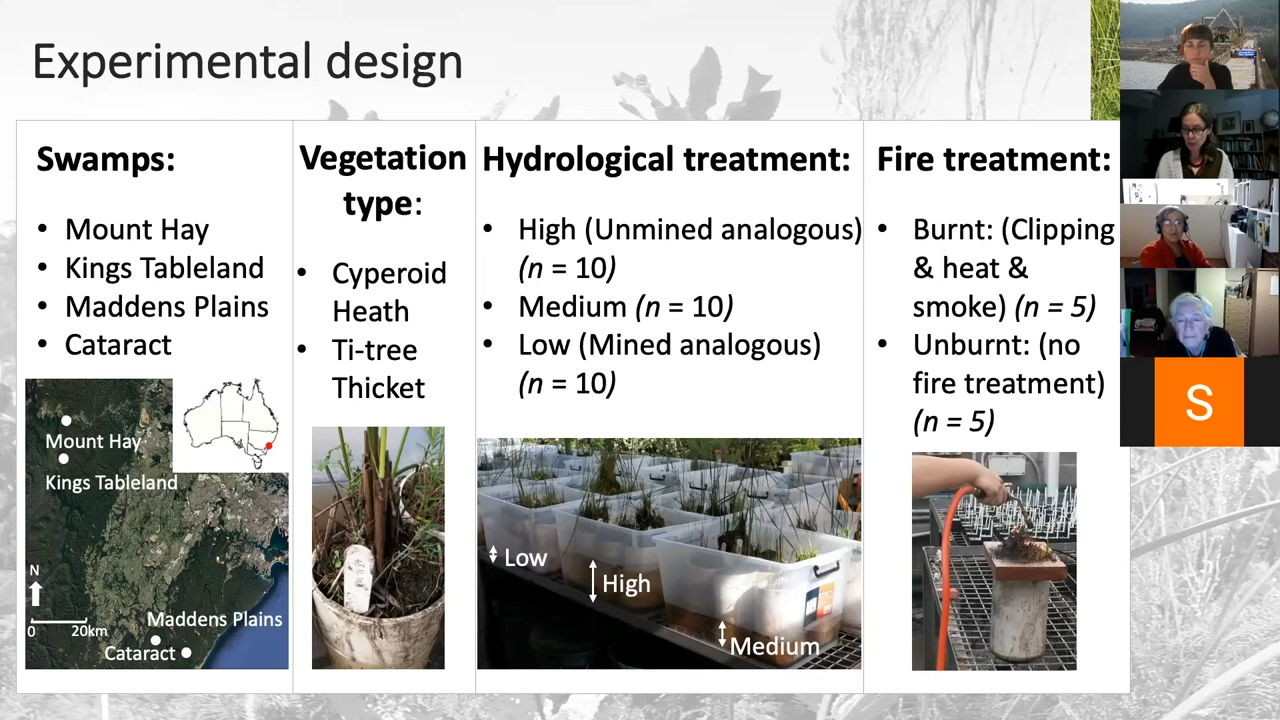 Experimental design
Swamps:
• Mount Hay
• Kings Tableland
• Maddens Plains
• Cataract
Mount Hay
Kings Tableland
N
0 20km
Maddens Plains
Cataract
Vegetation
type:
• Cyperoid
Heath
• Ti-tree
Thicket
Hydrological treatment:
• High (Unmined analogous)
(n = 10)
• Medium (n = 10)
• Low (Mined analogous)
(n = 10)
Low
High
Medium
Fire treatment:
• Burnt: (Clipping
& heat &
smoke) (n = 5)
• Unburnt: (no
fire treatment)
(n = 5)
S